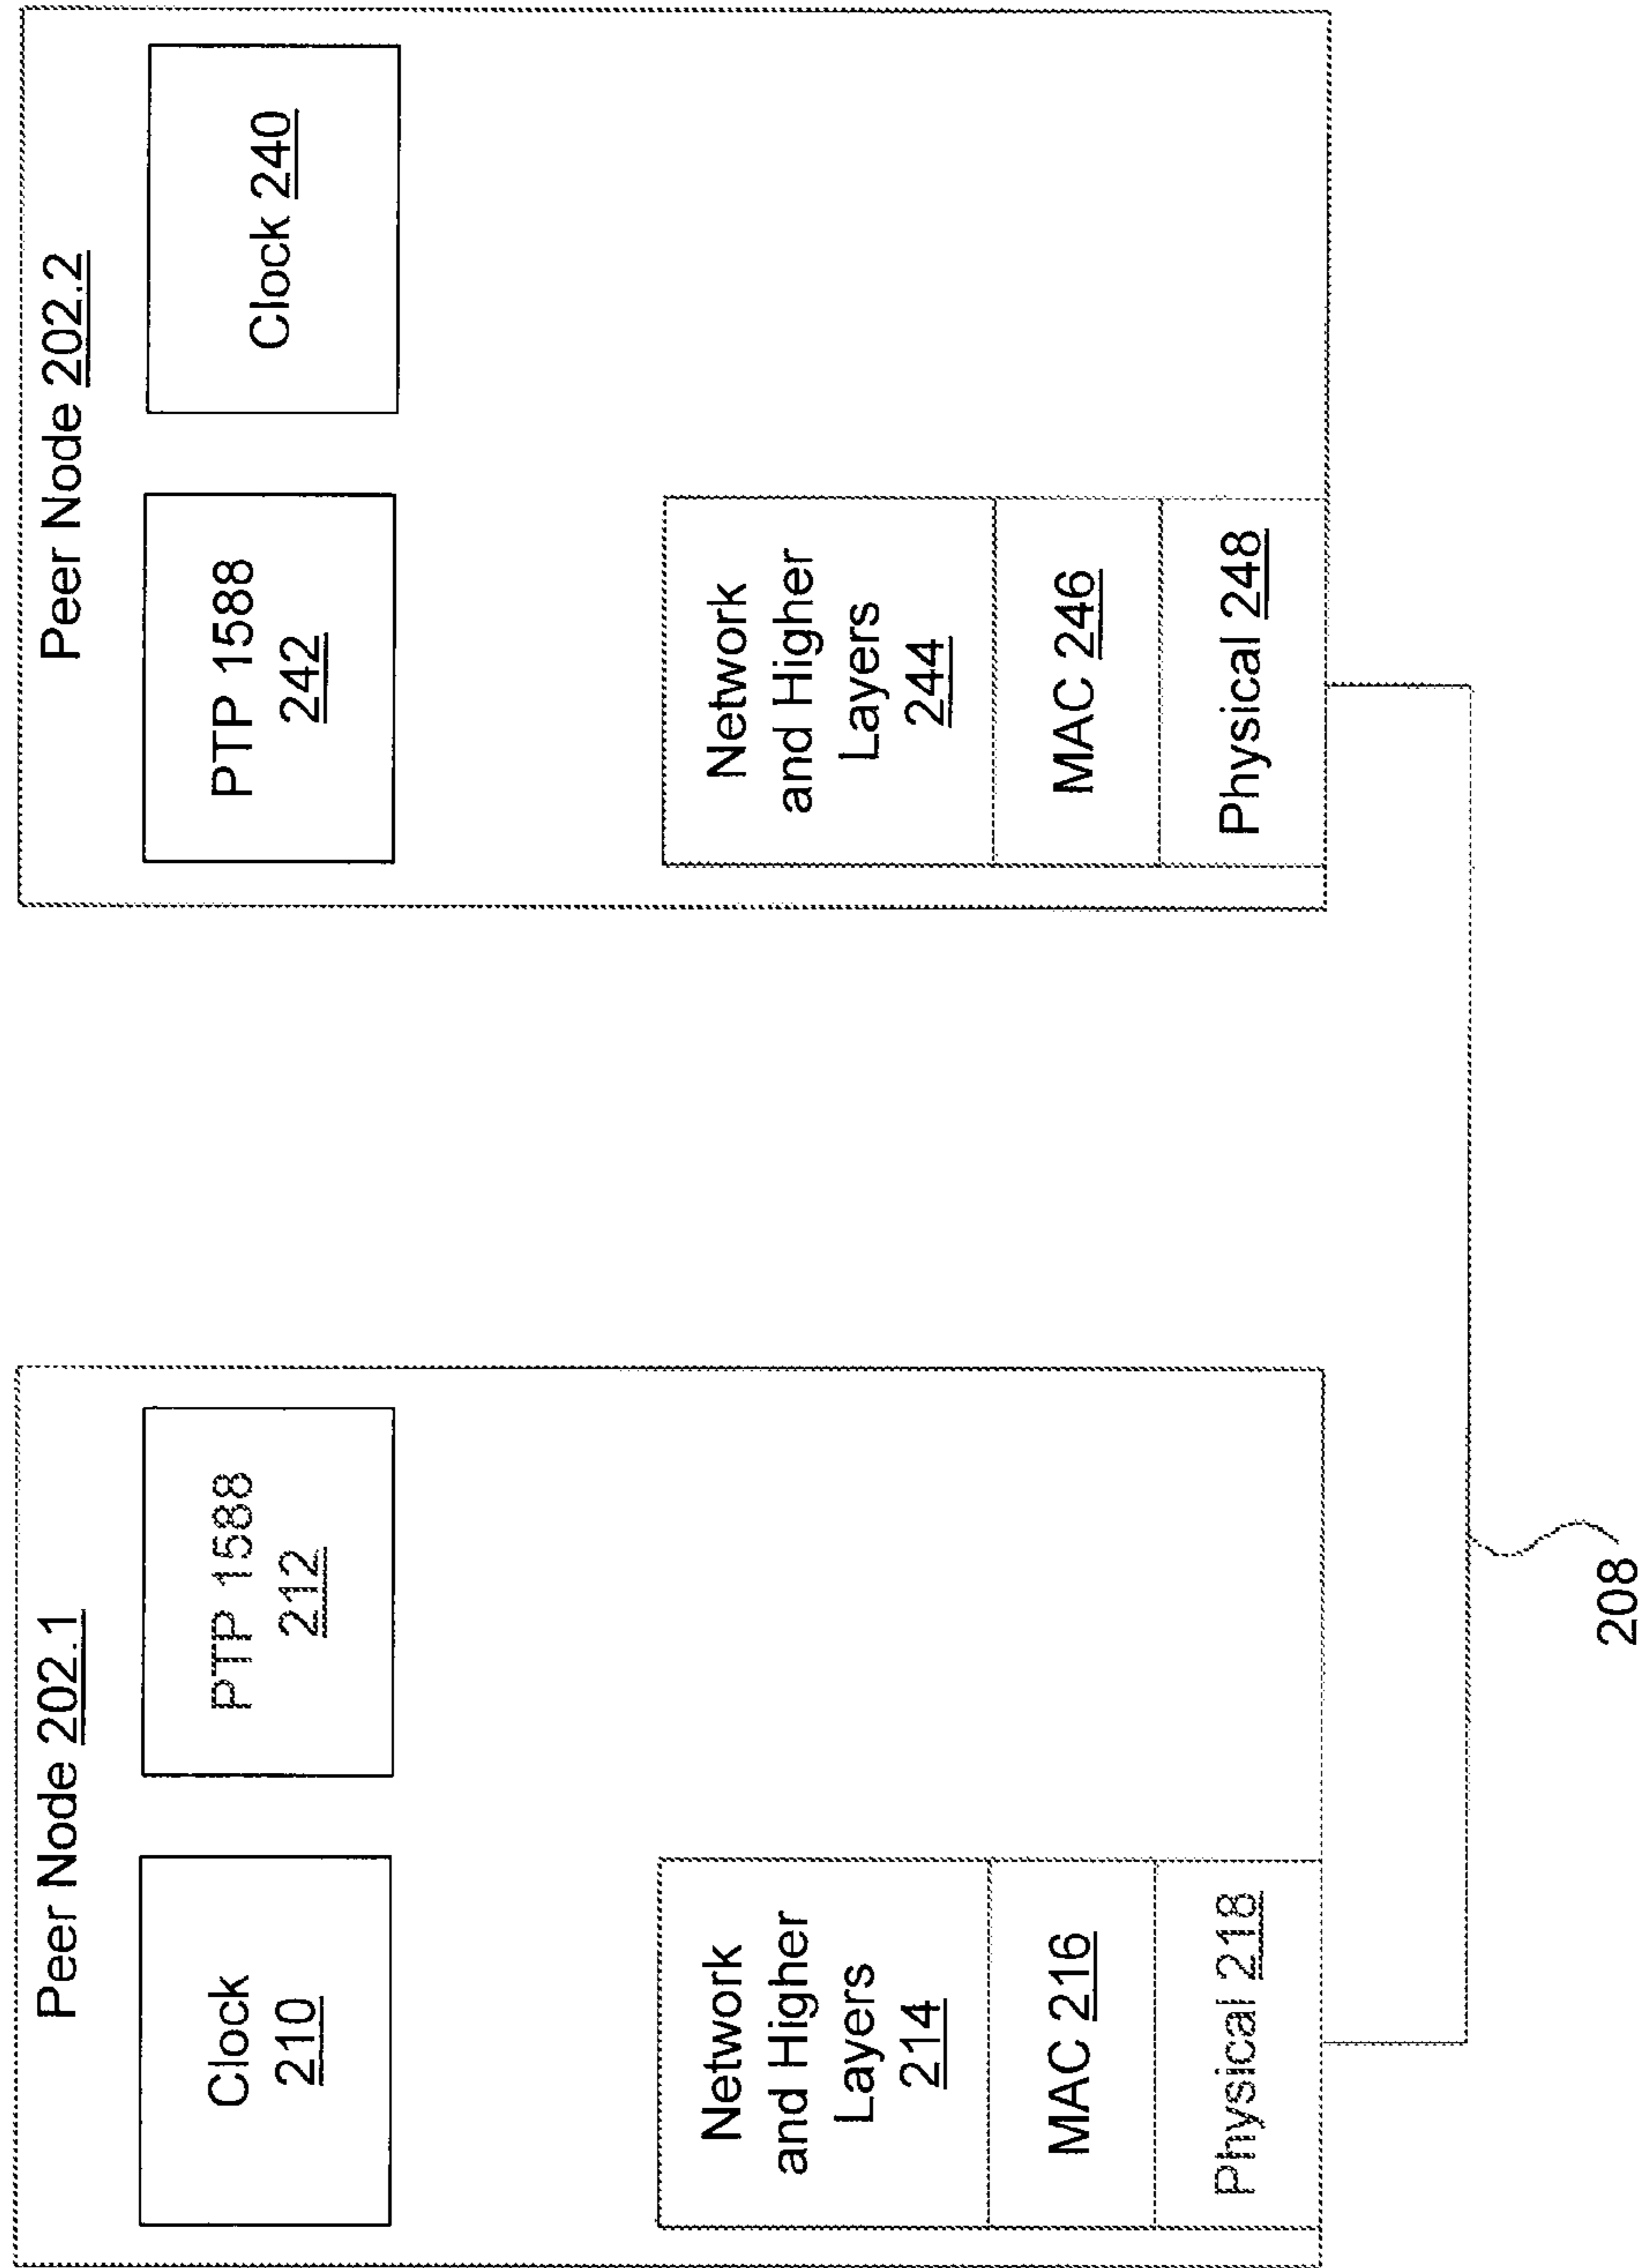 Peer Node 202.1
Clock
210
PTP 1588
212
Network
and Higher
Layers
214
MAC 216
Physical 218
Peer Node 202.2
PTP 1588
242
Clock 240
Network
and Higher
Layers
244
MAC 246
Physical 248
208